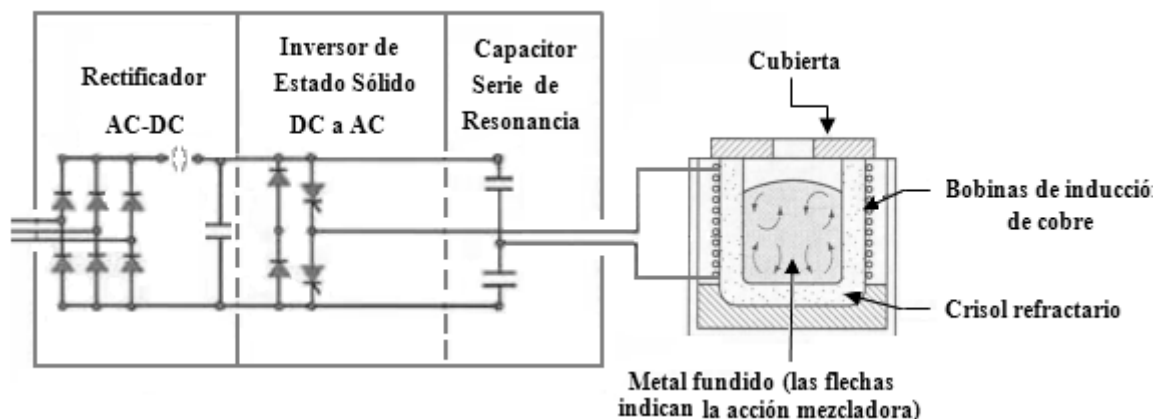 Rectificador
AC-DC
Inversor de
Estado Sólido
DC a AC
Capacitor
Serie de
Resonancia
Cubierta
Bobinas de inducció
de cobre
Crisol refractario
Metal fundido (las flechas
indican la acción mezcladora)